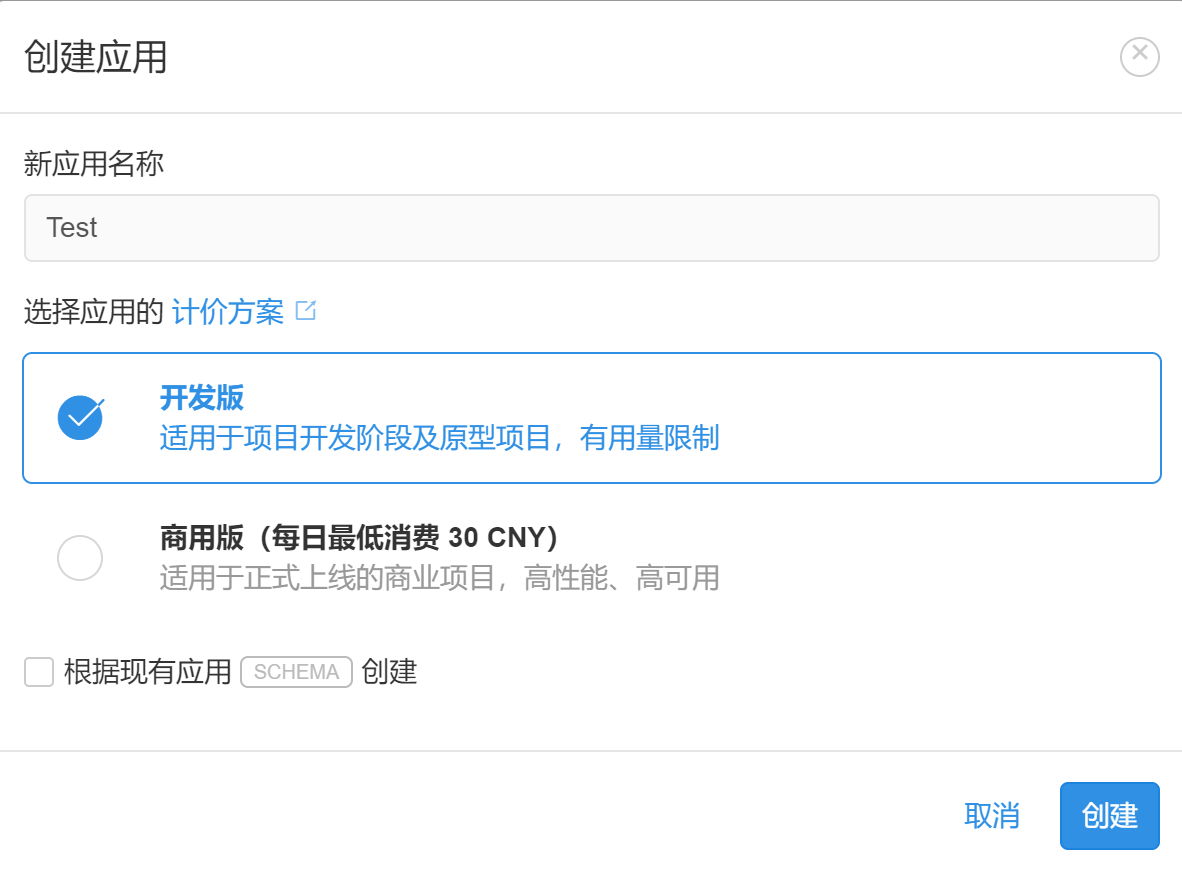 创建应用
新应用名称
Test
选择应用的 计价方案
开发版
适用于项目开发阶段及原型项目，有用量限制
商用版（每日最低消费 30 CNY）
适用于正式上线的商业项目，高性能、高可用
根据现有应用 SCHEMA 创建
取消 创建